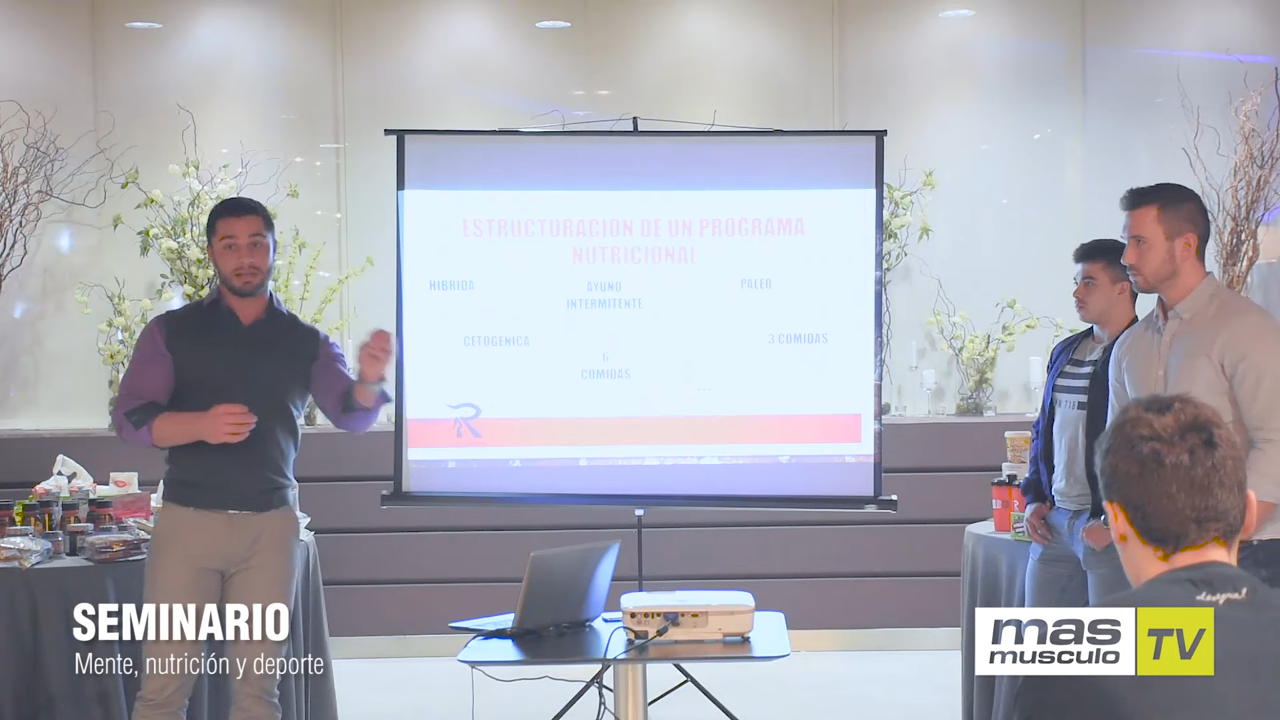 ESTRUCTURACION DE UN PROGRAMA
NUTRICIONAL
HIBRIDA
AYUNO
INTERMITENTE
PALEO
CETOGENICA
3 COMIDAS
6
COMIDAS
...
R
SEMINARIO
Mente, nutrición y deporte
mas
musculo
TV
desgual